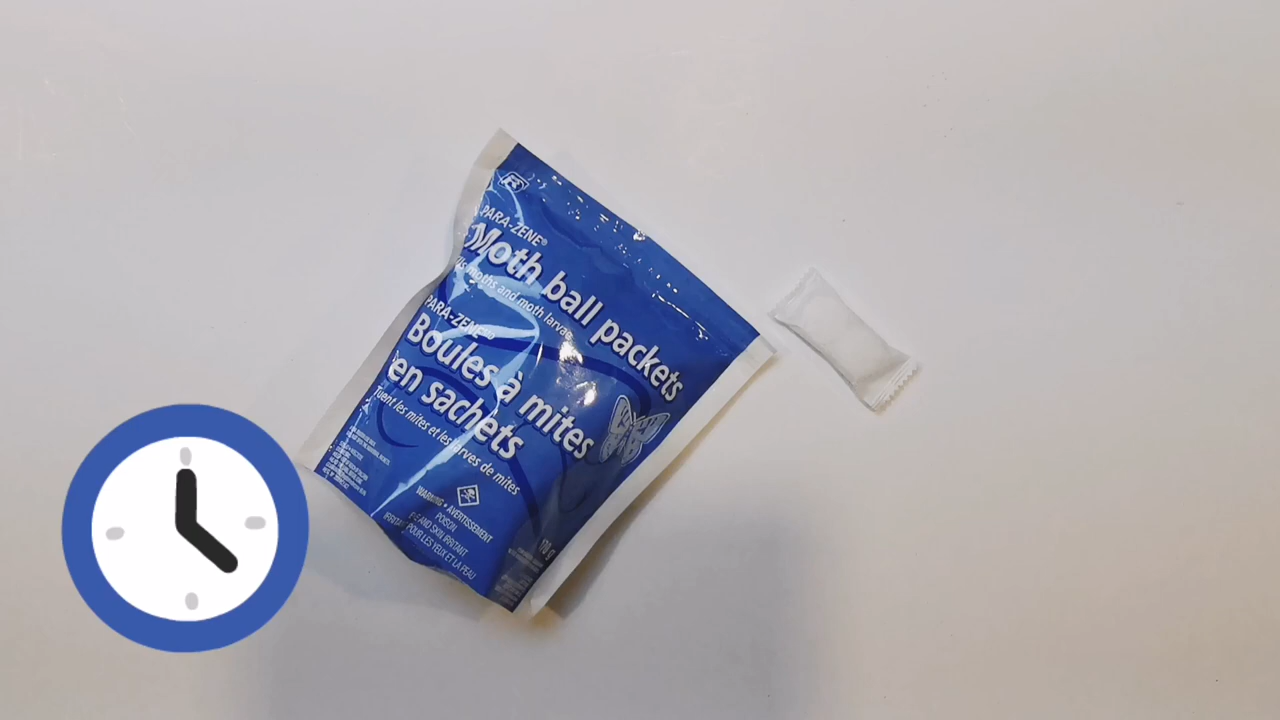 R
PARA-ZENE®
Moth ball packets
moths and moth larvae
PARA-ZENE
Boules à mites
en sachets
Tuent les mites et les larves de mites
WARNING • AVERTISSEMENT
POISON
EYE AND SKIN IRRITANT
IRRITANT POUR LES YEUX ET LA PEAU